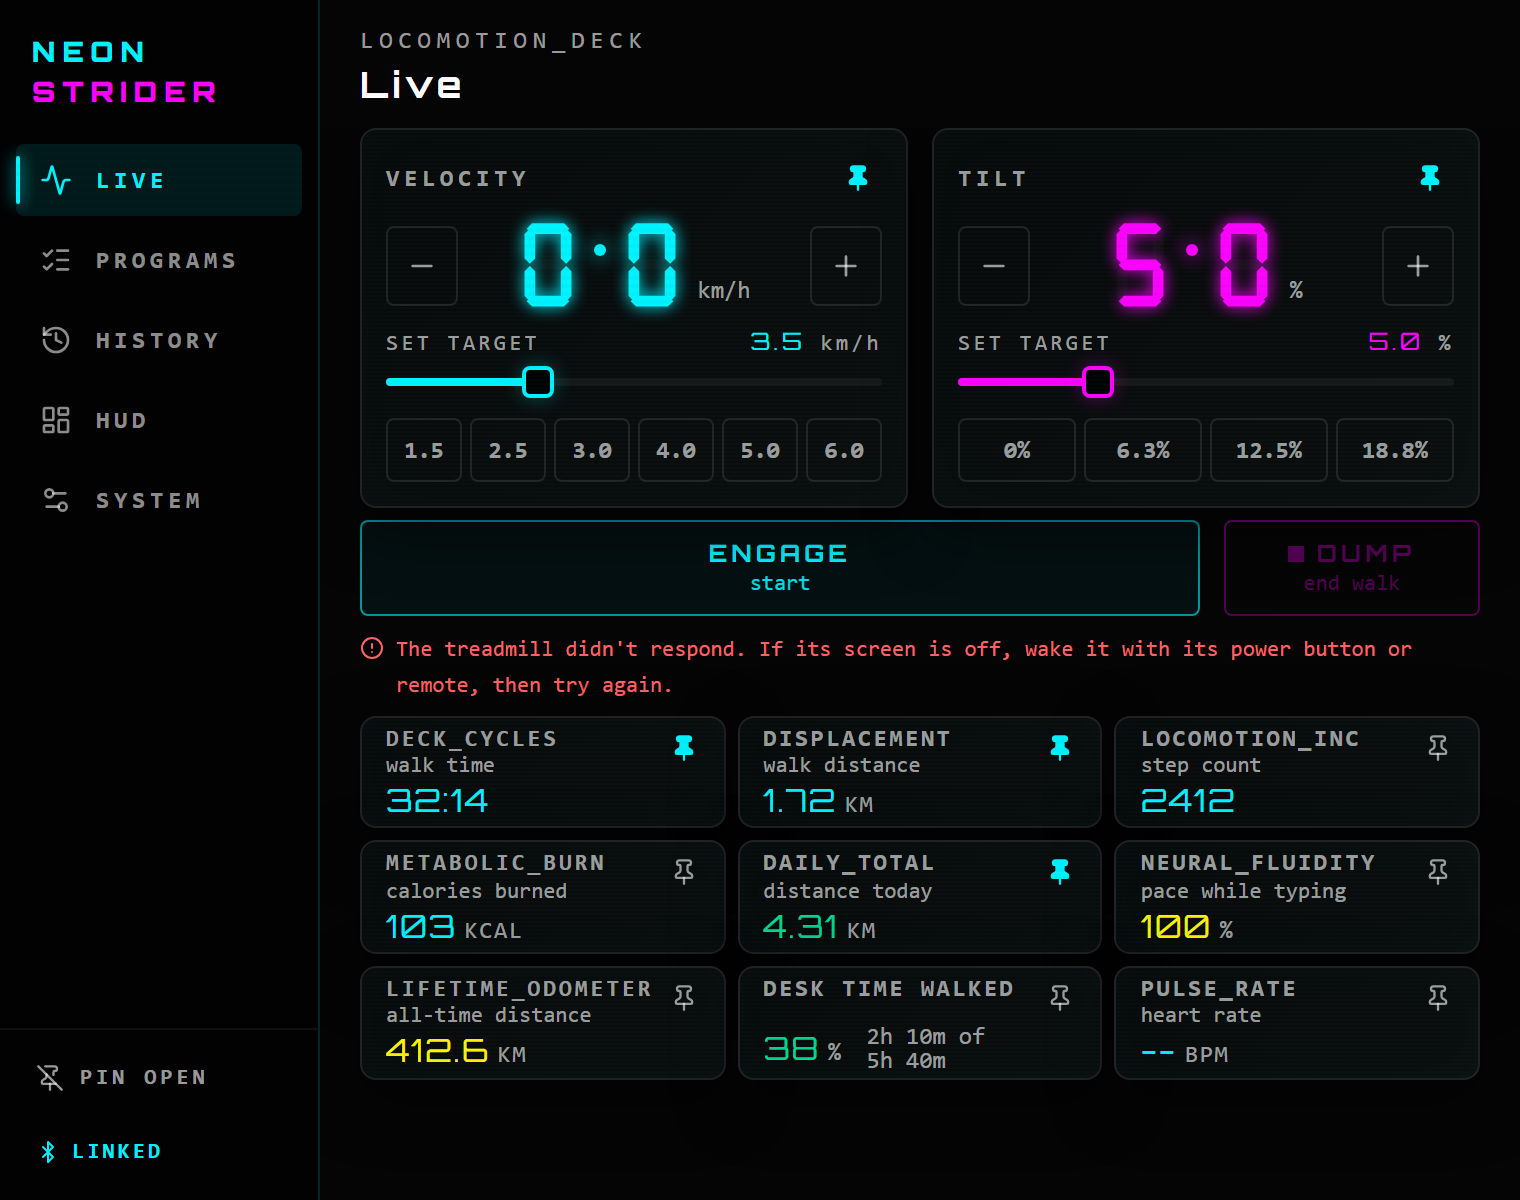 NEON
STRIDER
LIVE
PROGRAMS
HISTORY
HUD
SYSTEM
PIN OPEN
LINKED
LOCOMOTION_DECK
Live
VELOCITY
0.0 km/h
SET TARGET 3.5 km/h
1.5 2.5 3.0 4.0 5.0 6.0
TILT
5.0 %
SET TARGET 5.0 %
0% 6.3% 12.5% 18.8%
ENGAGE
start
DUMP
end walk
The treadmill didn't respond. If its screen is off, wake it with its power button or
remote, then try again.
DECK_CYCLES
walk time
32:14
DISPLACEMENT
walk distance
1.72 KM
LOCOMOTION_INC
step count
2412
METABOLIC_BURN
calories burned
103 KCAL
DAILY_TOTAL
distance today
4.31 KM
NEURAL_FLUIDITY
pace while typing
100 %
LIFETIME_ODOMETER
all-time distance
412.6 KM
DESK TIME WALKED
38 % 2h 10m of
5h 40m
PULSE_RATE
heart rate
-- BPM